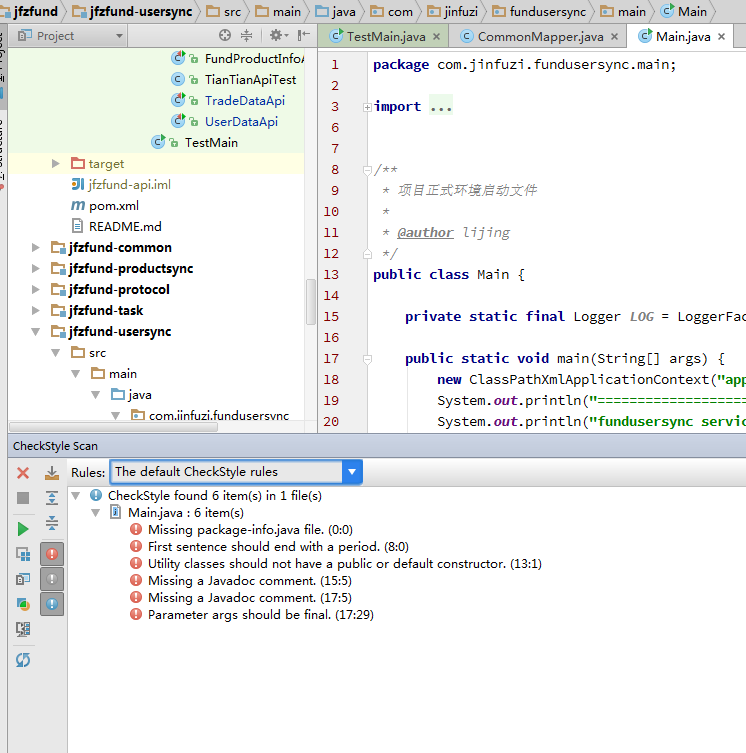 jfzfund jfzfund-usersync src main java com jinfuzi fundusersync main Main
Project
TestMain.java CommonMapper.java Main.java
FundProductInfoA
TianTianApiTest
TradeDataApi
UserDataApi
TestMain
target
jfzfund-api.iml
pom.xml
README.md
jfzfund-common
jfzfund-productsync
jfzfund-protocol
jfzfund-task
jfzfund-usersync
src
main
java
com.jinfuzi.fundusersync
1 package com.jinfuzi.fundusersync.main;
2
3 import ...
6
7
8 /**
9 * 项目正式环境启动文件
10 *
11 * @author lijing
12 */
13 public class Main {
14
15 private static final Logger LOG = LoggerFac
16
17 public static void main(String[] args) {
18 new ClassPathXmlApplicationContext("app
19 System.out.println("===================
20 System.out.println("fundusersync servic
CheckStyle Scan
Rules: The default CheckStyle rules
CheckStyle found 6 item(s) in 1 file(s)
Main.java : 6 item(s)
Missing package-info.java file. (0:0)
First sentence should end with a period. (8:0)
Utility classes should not have a public or default constructor. (13:1)
Missing a Javadoc comment. (15:5)
Missing a Javadoc comment. (17:5)
Parameter args should be final. (17:29)